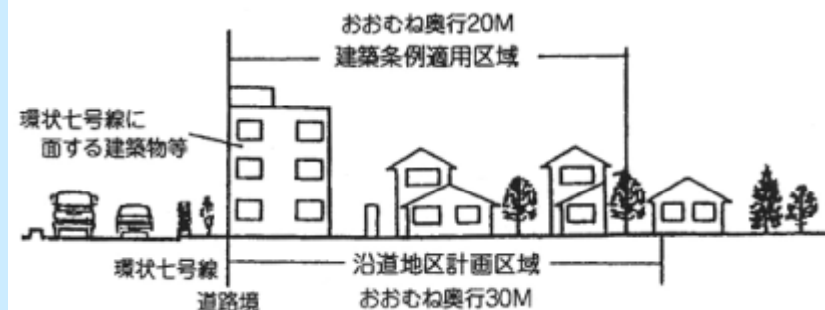 おおむね奥行20M
建築条例適用区域
環状七号線に
面する建築物等
環状七号線
沿道地区計画区域
道路境
おおむね奥行30M